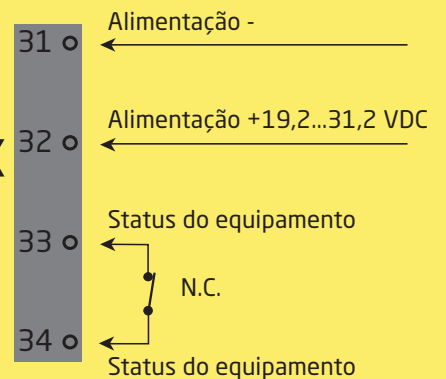 31 Alimentação -
32 Alimentação +19,2...31,2 VDC
33 Status do equipamento
N.C.
34 Status do equipamento